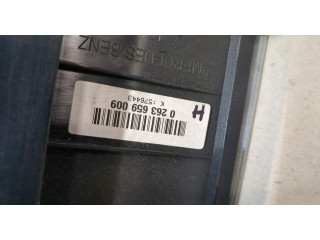 MERCEDES-BENZ
H
0 263 659 009
K :576443